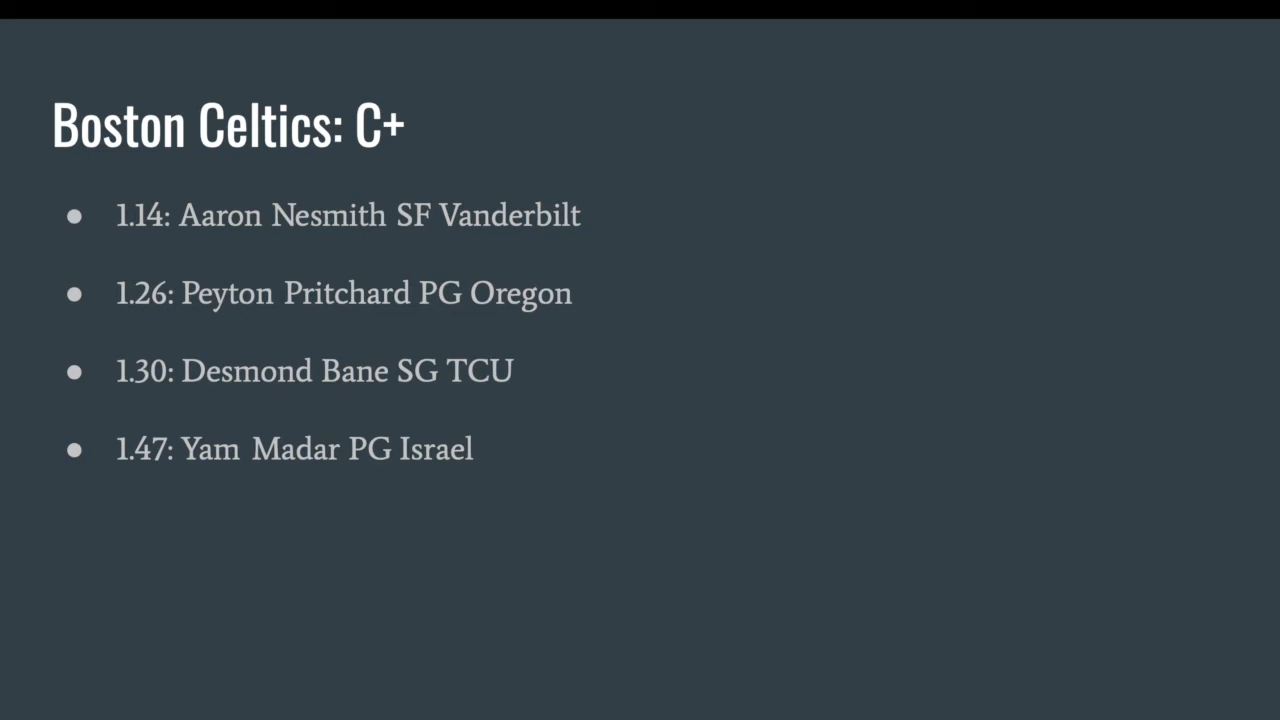 Boston Celtics: C+
● 1.14: Aaron Nesmith SF Vanderbilt
● 1.26: Peyton Pritchard PG Oregon
● 1.30: Desmond Bane SG TCU
● 1.47: Yam Madar PG Israel